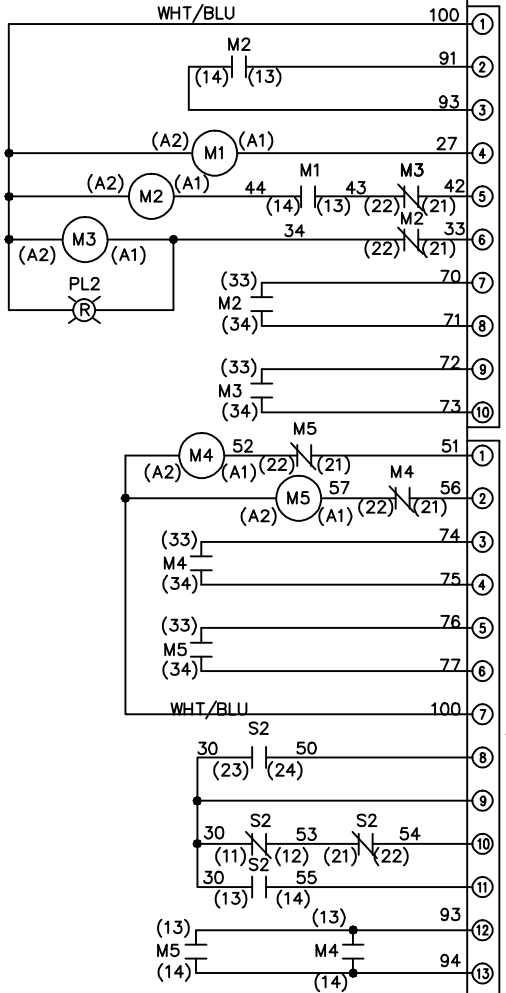 WHT/BLU 100 1
M2 91 2
(14) (13)
93 3
(A2) M1 (A1) 27 4
(A2) M2 (A1) 44 M1 43 M3 42 5
(14) (13) (22) (21)
M3 34 M2 33 6
(A2) (A1) (22) (21)
PL2 (33) 70 7
R M2
(34) 71 8
(33) 72 9
M3
(34) 73 10
M4 52 M5 51 1
(A2) (A1) (22) (21)
M5 57 M4 56 2
(A2) (A1) (22) (21)
(33) 74 3
M4
(34) 75 4
(33) 76 5
M5
(34) 77 6
WHT/BLU 100 7
S2
30 50 8
(23) (24)
9
S2 S2
30 53 54 10
(11) (12) (21) (22)
S2
30 55 11
(13) (14)
(13) (13) 93 12
M5 M4
(14) (14) 94 13